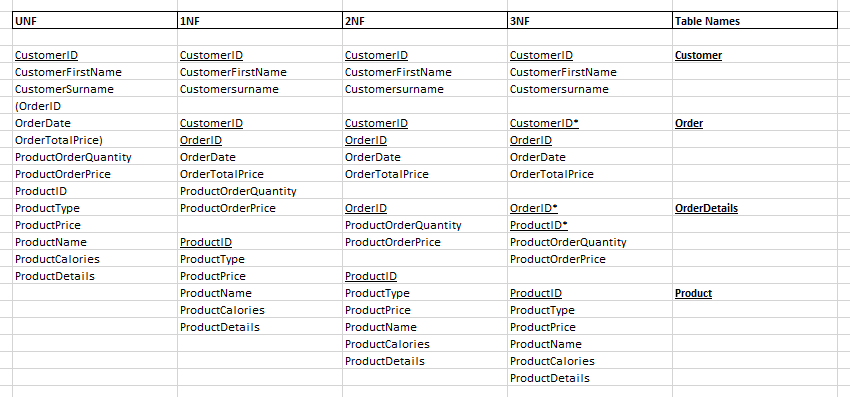 UNF 1NF 2NF 3NF Table Names
CustomerID CustomerID CustomerID CustomerID Customer
CustomerFirstName CustomerFirstName CustomerFirstName CustomerFirstName
CustomerSurname Customersurname Customersurname Customersurname
(OrderID
OrderDate CustomerID CustomerID CustomerID* Order
OrderTotalPrice) OrderID OrderID OrderID
ProductOrderQuantity OrderDate OrderDate OrderDate
ProductOrderPrice OrderTotalPrice OrderTotalPrice OrderTotalPrice
ProductID ProductOrderQuantity
ProductType ProductOrderPrice OrderID OrderID* OrderDetails
ProductPrice ProductOrderQuantity ProductID*
ProductName ProductID ProductOrderPrice ProductOrderQuantity
ProductCalories ProductType ProductOrderPrice
ProductDetails ProductPrice ProductID
ProductName ProductType ProductID Product
ProductCalories ProductPrice ProductType
ProductDetails ProductName ProductPrice
ProductCalories ProductName
ProductDetails ProductCalories
ProductDetails